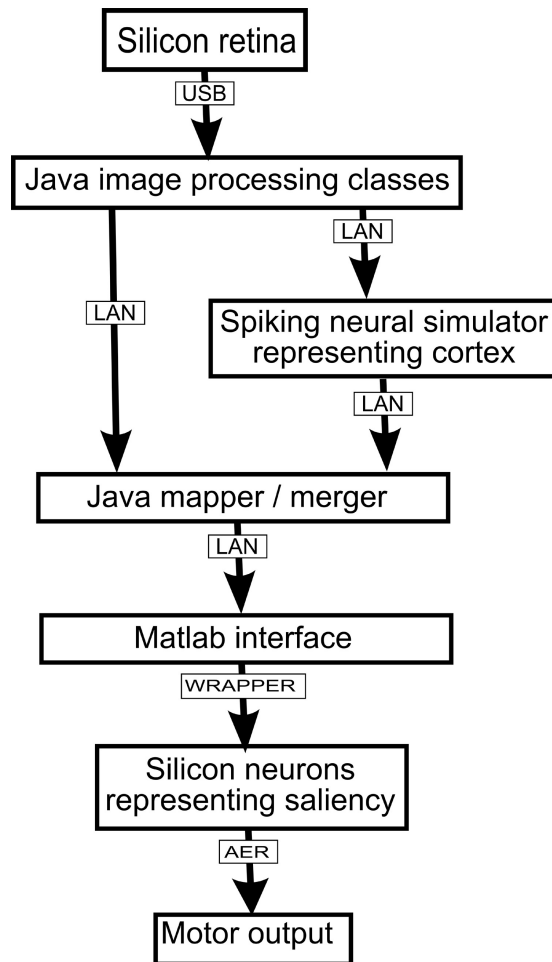 Silicon retina
USB
Java image processing classes
LAN
LAN
Spiking neural simulator
representing cortex
LAN
Java mapper / merger
LAN
Matlab interface
WRAPPER
Silicon neurons
representing saliency
AER
Motor output